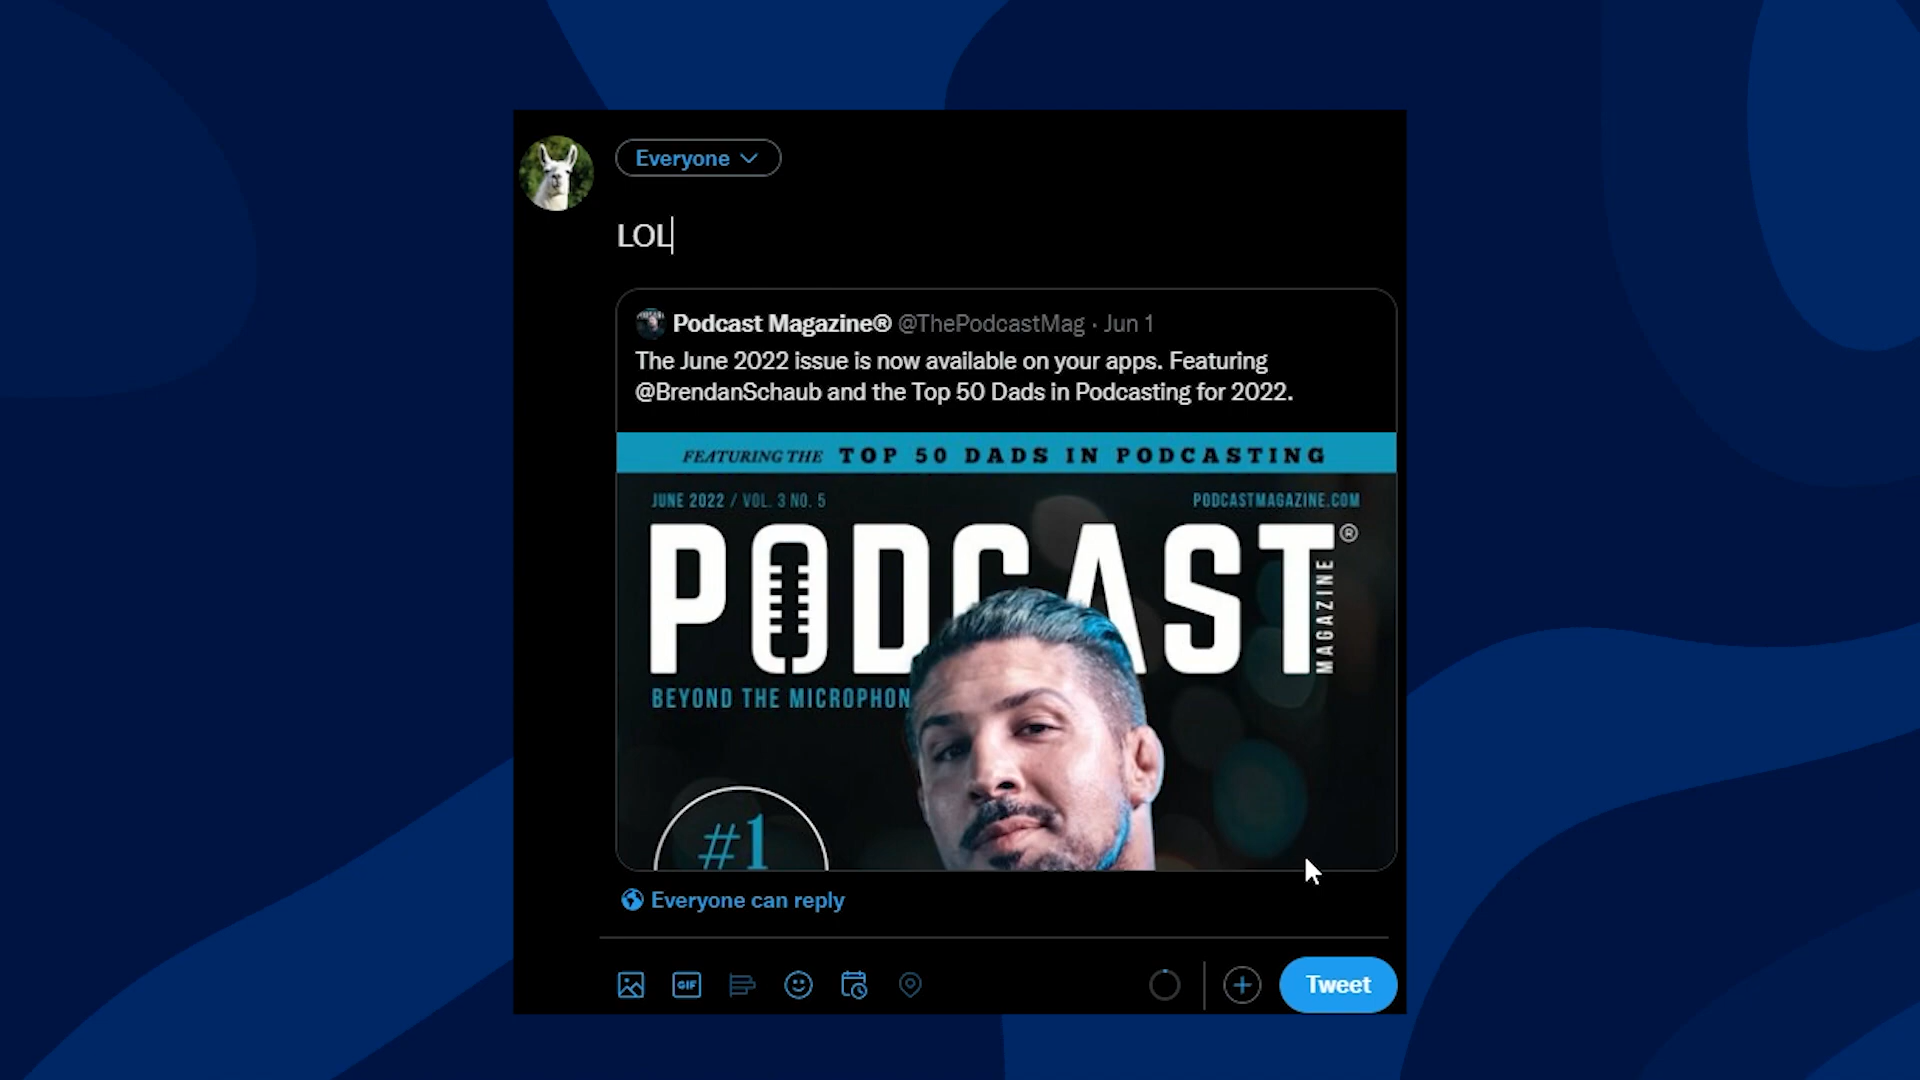 Everyone
LOL
Podcast Magazine® @ThePodcastMag · Jun 1
The June 2022 issue is now available on your apps. Featuring
@BrendanSchaub and the Top 50 Dads in Podcasting for 2022.
FEATURING THE TOP 50 DADS IN PODCASTING
JUNE 2022 / VOL. 3 NO. 5
PODCASTMAGAZINE.COM
PODCAST®
MAGAZINE
BEYOND THE MICROPHON
#1
Everyone can reply
GIF
Tweet